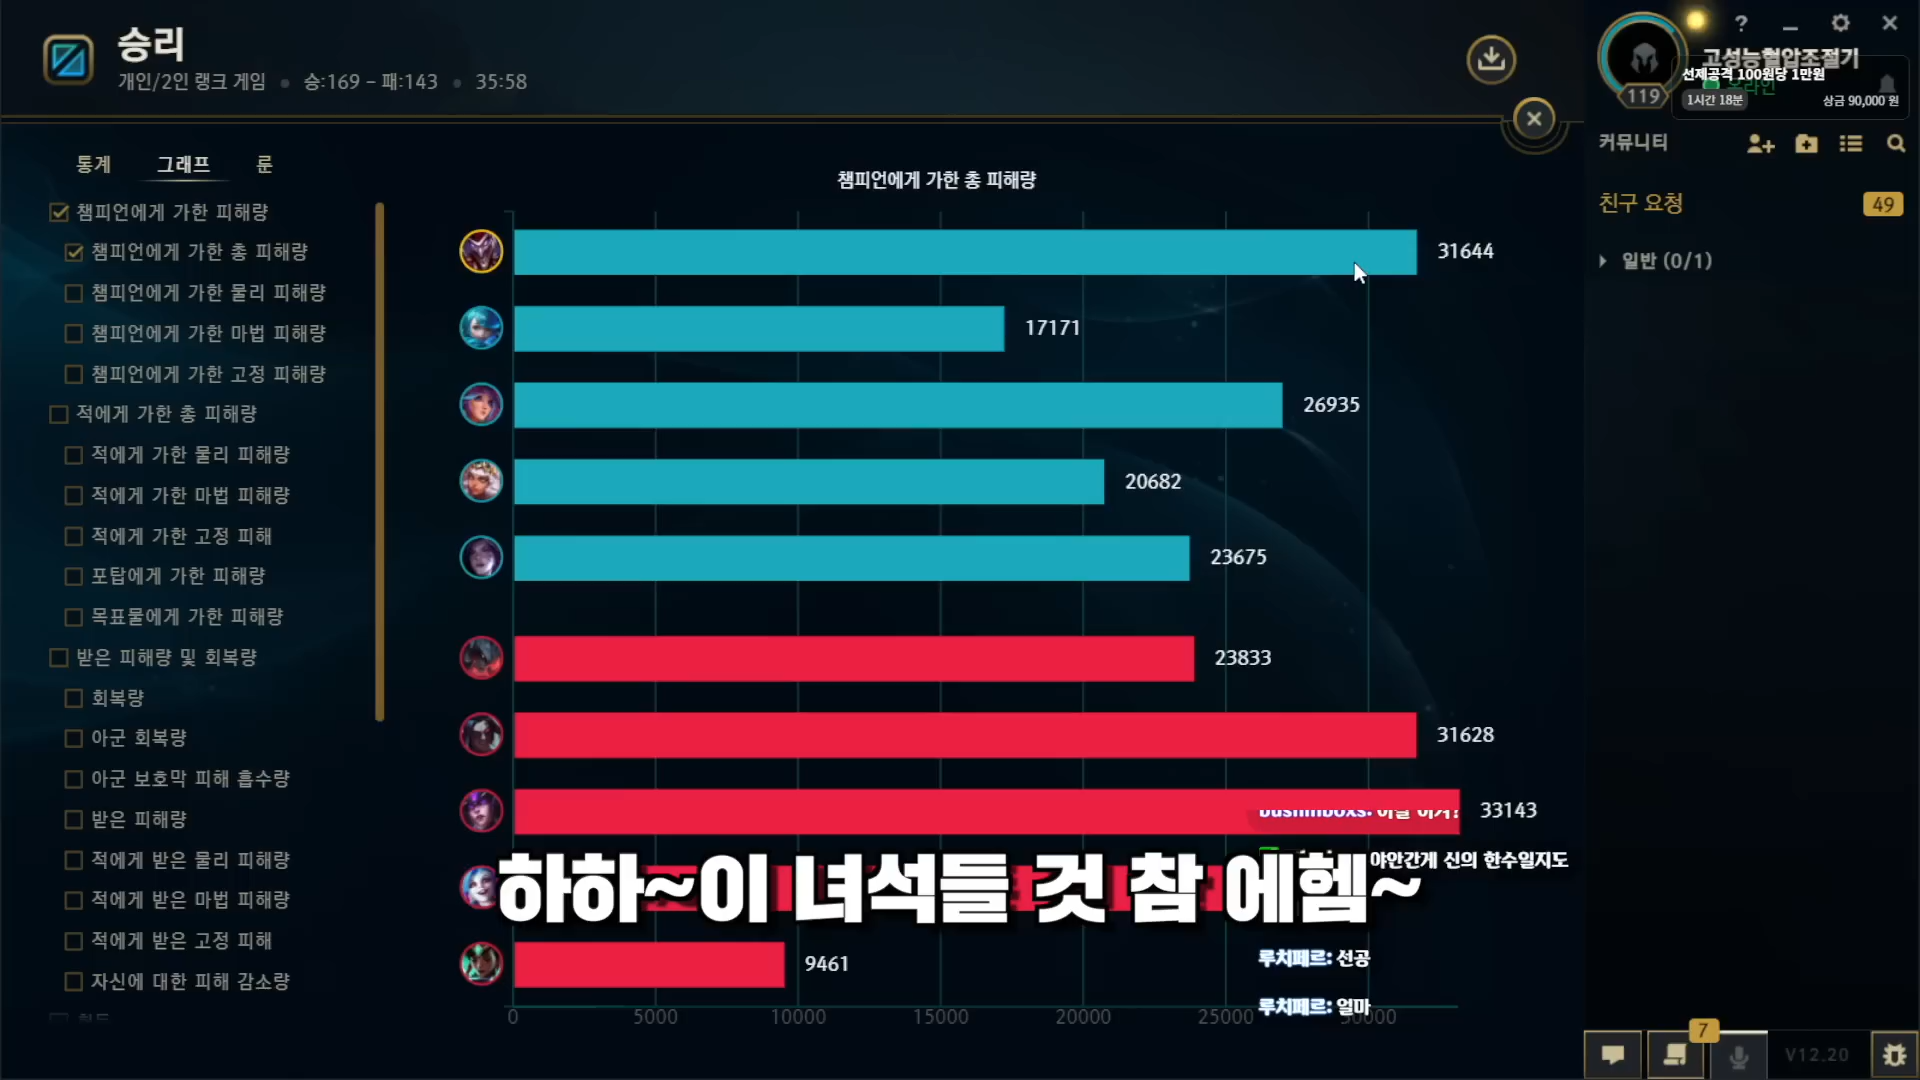 승리
개인/2인 랭크 게임 • 승:169 – 패:143 • 35:58
고성능혈압조절기
선제공격 100원당 1만원
1시간 18분
상금 90,000 원
119
커뮤니티
친구 요청 49
일반 (0/1)
통계 그래프 룬
챔피언에게 가한 피해량
챔피언에게 가한 총 피해량
챔피언에게 가한 물리 피해량
챔피언에게 가한 마법 피해량
챔피언에게 가한 고정 피해량
적에게 가한 총 피해량
적에게 가한 물리 피해량
적에게 가한 마법 피해량
적에게 가한 고정 피해
포탑에게 가한 피해량
목표물에게 가한 피해량
받은 피해량 및 회복량
회복량
아군 회복량
아군 보호막 피해 흡수량
받은 피해량
적에게 받은 물리 피해량
적에게 받은 마법 피해량
적에게 받은 고정 피해
자신에 대한 피해 감소량
챔피언에게 가한 총 피해량
31644
17171
26935
20682
23675
23833
31628
33143
야안간게 신의 한수일지도
하하~이 녀석들 것 참 에헴~
9461
루치페르: 선공
루치페르: 얼마
0 5000 10000 15000 20000 25000 30000
7
V12.20